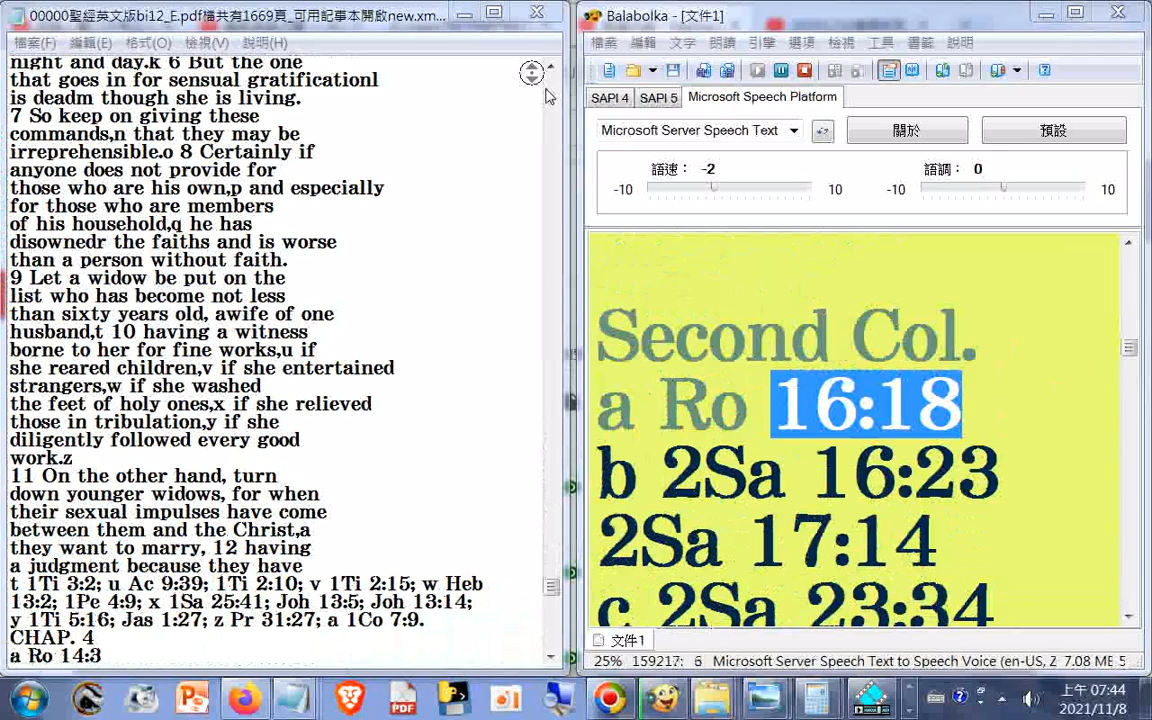 00000聖經英文版bi12_E.pdf檔共有1669頁_可用記事本開啟new.xm...
檔案(F) 編輯(E) 格式(O) 檢視(V) 說明(H)
night and day.k 6 But the one
that goes in for sensual gratificationl
is deadm though she is living.
7 So keep on giving these
commands,n that they may be
irreprehensible.o 8 Certainly if
anyone does not provide for
those who are his own,p and especially
for those who are members
of his household,q he has
disownedr the faiths and is worse
than a person without faith.
9 Let a widow be put on the
list who has become not less
than sixty years old, awife of one
husband,t 10 having a witness
borne to her for fine works,u if
she reared children,v if she entertained
strangers,w if she washed
the feet of holy ones,x if she relieved
those in tribulation,y if she
diligently followed every good
work.z
11 On the other hand, turn
down younger widows, for when
their sexual impulses have come
between them and the Christ,a
they want to marry, 12 having
a judgment because they have
t 1Ti 3:2; u Ac 9:39; 1Ti 2:10; v 1Ti 2:15; w Heb
13:2; 1Pe 4:9; x 1Sa 25:41; Joh 13:5; Joh 13:14;
y 1Ti 5:16; Jas 1:27; z Pr 31:27; a 1Co 7:9.
CHAP. 4
a Ro 14:3
Balabolka - [文件1]
檔案 編輯 文字 朗讀 引擎 選項 檢視 工具 書籤 說明
SAPI 4 SAPI 5 Microsoft Speech Platform
Microsoft Server Speech Text 關於 預設
語速： -2 語調： 0
-10 10 -10 10
Second Col.
a Ro 16:18
b 2Sa 16:23
2Sa 17:14
c 2Sa 23:34
文件1
25% 159217: 6 Microsoft Server Speech Text to Speech Voice (en-US, Z 7.08 MB 5
PDF
上午 07:44
2021/11/8